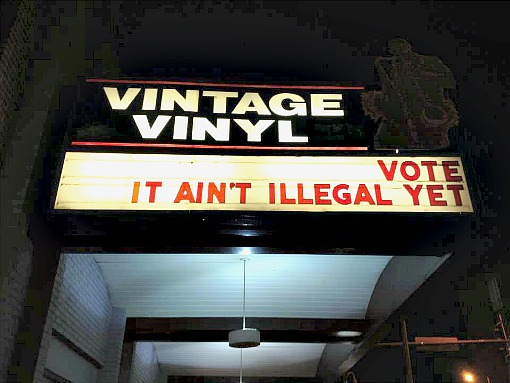 VINTAGE
VINYL
VOTE
IT AIN'T ILLEGAL YET